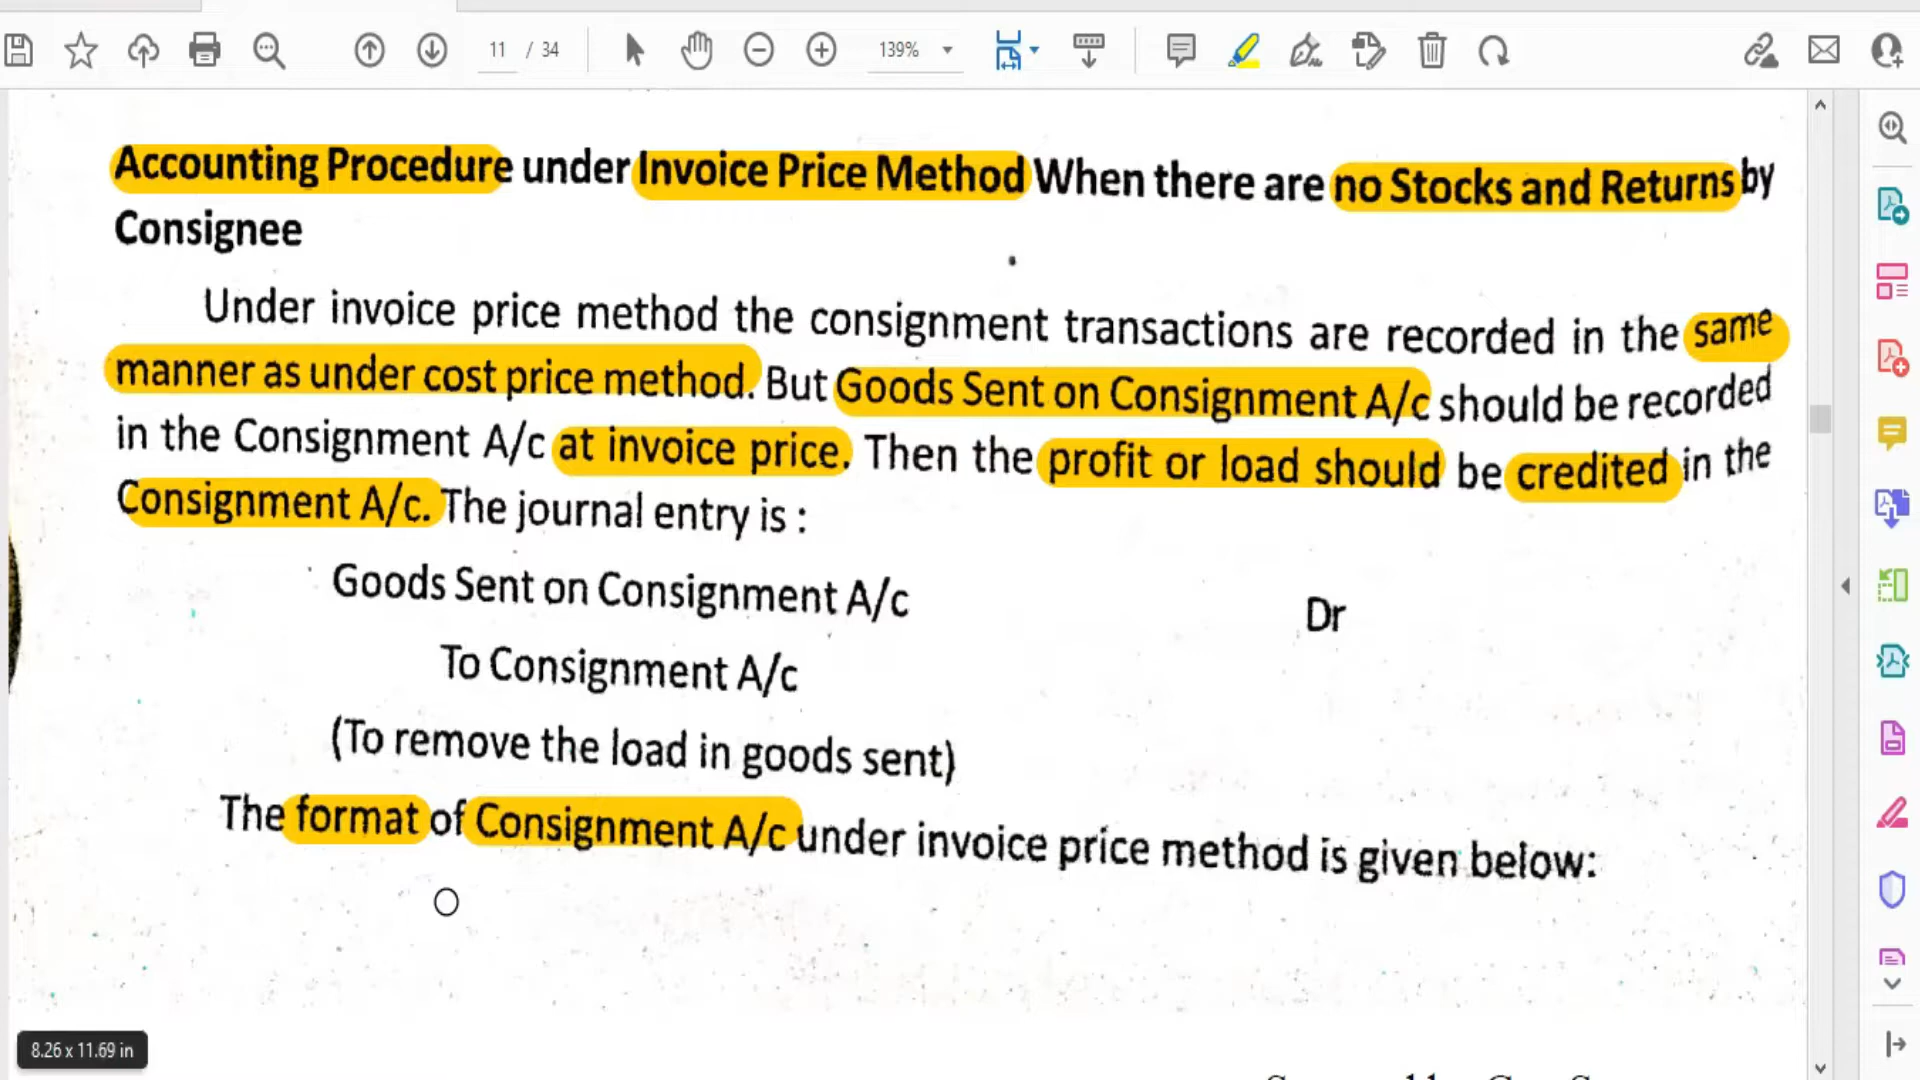 11 / 34
139%
Accounting Procedure under Invoice Price Method When there are no Stocks and Returns by
Consignee
Under invoice price method the consignment transactions are recorded in the same
manner as under cost price method. But Goods Sent on Consignment A/c should be recorded
in the Consignment A/c at invoice price. Then the profit or load should be credited in the
Consignment A/c. The journal entry is :
Goods Sent on Consignment A/c Dr
To Consignment A/c
(To remove the load in goods sent)
The format of Consignment A/c under invoice price method is given below:
8.26 x 11.69 in